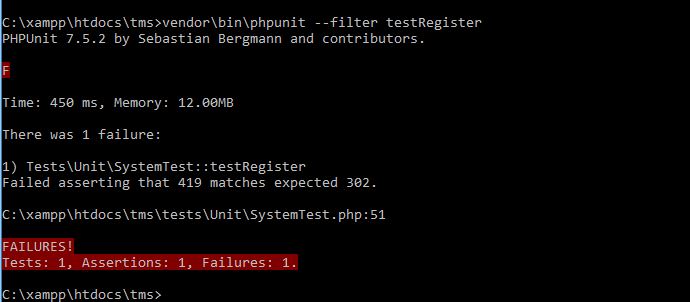 C:\xampp\htdocs\tms>vendor\bin\phpunit --filter testRegister
PHPUnit 7.5.2 by Sebastian Bergmann and contributors.
F
Time: 450 ms, Memory: 12.00MB
There was 1 failure:
1) Tests\Unit\SystemTest::testRegister
Failed asserting that 419 matches expected 302.
C:\xampp\htdocs\tms\tests\Unit\SystemTest.php:51
FAILURES!
Tests: 1, Assertions: 1, Failures: 1.
C:\xampp\htdocs\tms>